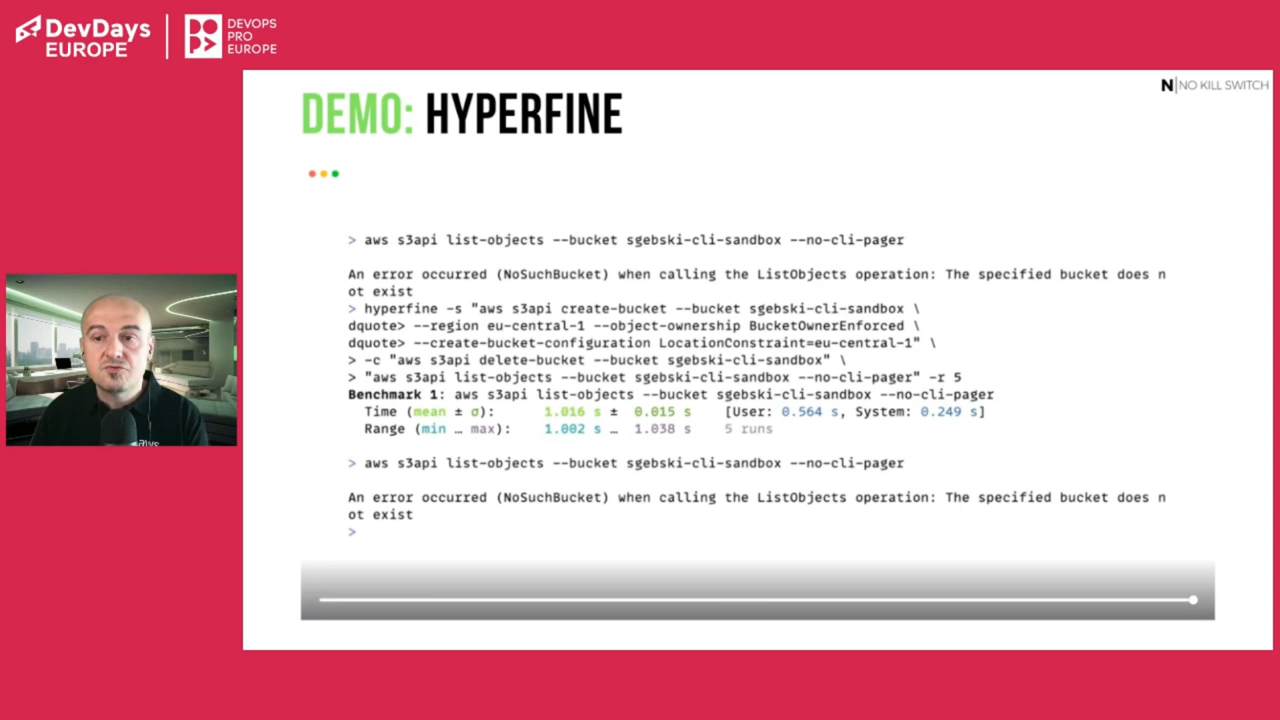 DevDays
EUROPE
DEVOPS
PRO
EUROPE
N|NO KILL SWITCH
DEMO: HYPERFINE
> aws s3api list-objects --bucket sgebski-cli-sandbox --no-cli-pager
An error occurred (NoSuchBucket) when calling the ListObjects operation: The specified bucket does n
ot exist
> hyperfine -s "aws s3api create-bucket --bucket sgebski-cli-sandbox \
dquote> --region eu-central-1 --object-ownership BucketOwnerEnforced \
dquote> --create-bucket-configuration LocationConstraint=eu-central-1" \
> -c "aws s3api delete-bucket --bucket sgebski-cli-sandbox" \
> "aws s3api list-objects --bucket sgebski-cli-sandbox --no-cli-pager" -r 5
Benchmark 1: aws s3api list-objects --bucket sgebski-cli-sandbox --no-cli-pager
Time (mean ± σ): 1.016 s ± 0.015 s [User: 0.564 s, System: 0.249 s]
Range (min … max): 1.002 s … 1.038 s 5 runs
> aws s3api list-objects --bucket sgebski-cli-sandbox --no-cli-pager
An error occurred (NoSuchBucket) when calling the ListObjects operation: The specified bucket does n
ot exist
>
aws